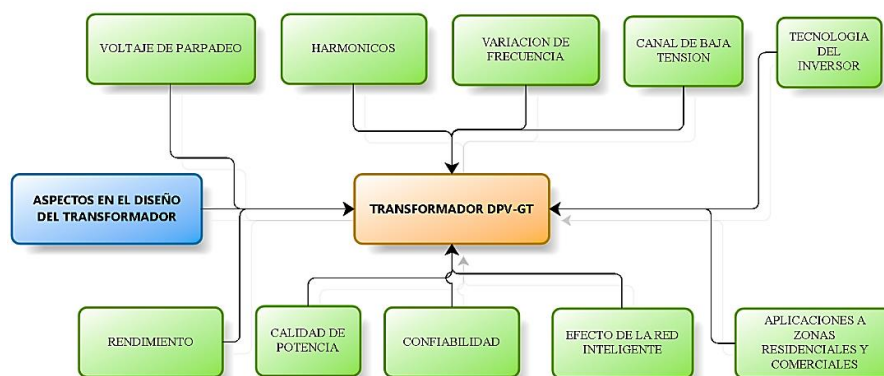 VOLTAJE DE PARPADEO
HARMONICOS
VARIACION DE
FRECUENCIA
CANAL DE BAJA
TENSION
TECNOLOGIA
DEL
INVERSOR
ASPECTOS EN EL DISEÑO
DEL TRANSFORMADOR
TRANSFORMADOR DPV-GT
RENDIMIENTO
CALIDAD DE
POTENCIA
CONFIABILIDAD
EFECTO DE LA RED
INTELIGENTE
APLICACIONES A
ZONAS
RESIDENCIALES Y
COMERCIALES